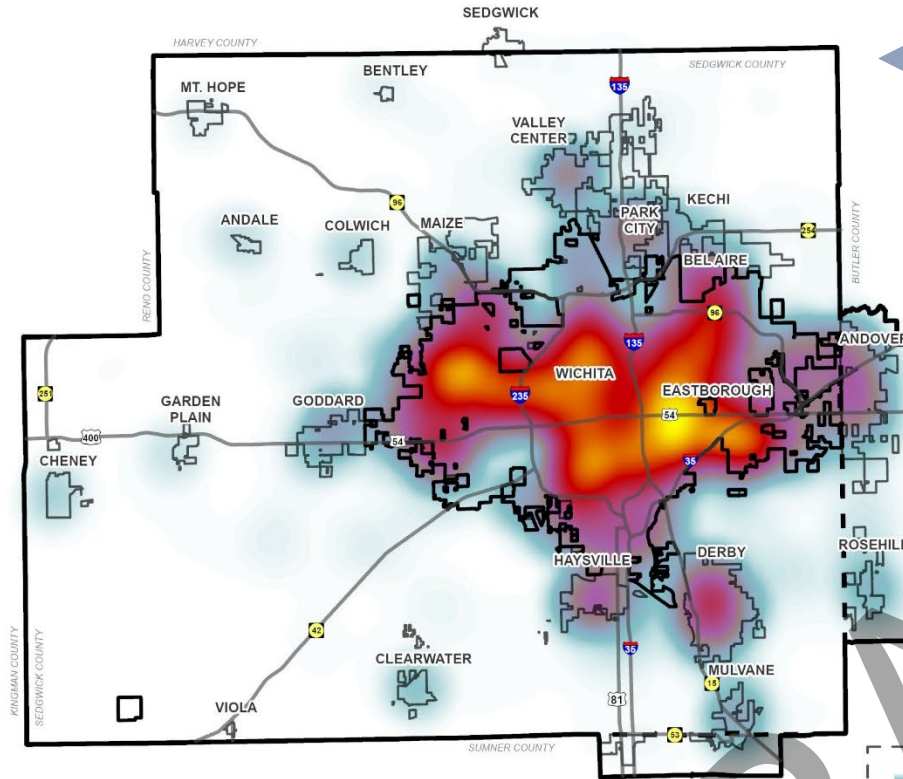 SEDGWICK
HARVEY COUNTY
SEDGWICK COUNTY
BENTLEY
MT. HOPE
135
VALLEY
CENTER
96
KECHI
PARK
CITY
ANDALE
COLWICH
MAIZE
254
BUTLER COUNTY
BEL AIRE
RENO COUNTY
96
135
ANDOVER
WICHITA
EASTBOROUGH
251
235
GARDEN
PLAIN
GODDARD
54
400
54
CHENEY
35
HAYSVILLE
DERBY
ROSEHILL
42
35
CLEARWATER
KINGMAN COUNTY
SEDGWICK COUNTY
MULVANE
15
81
VIOLA
53
SUMNER COUNTY